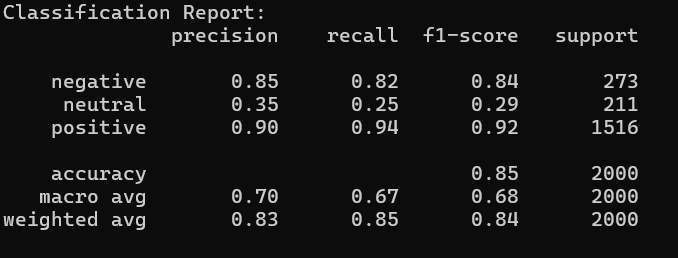 Classification Report:
precision recall f1-score support
negative 0.85 0.82 0.84 273
neutral 0.35 0.25 0.29 211
positive 0.90 0.94 0.92 1516
accuracy 0.85 2000
macro avg 0.70 0.67 0.68 2000
weighted avg 0.83 0.85 0.84 2000